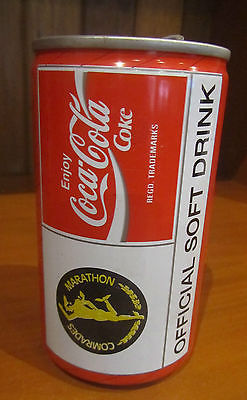 Enjoy
Coca-Cola
Coke
REGD. TRADEMARKS
OFFICIAL SOFT DRINK
MARATHON
COMRADES